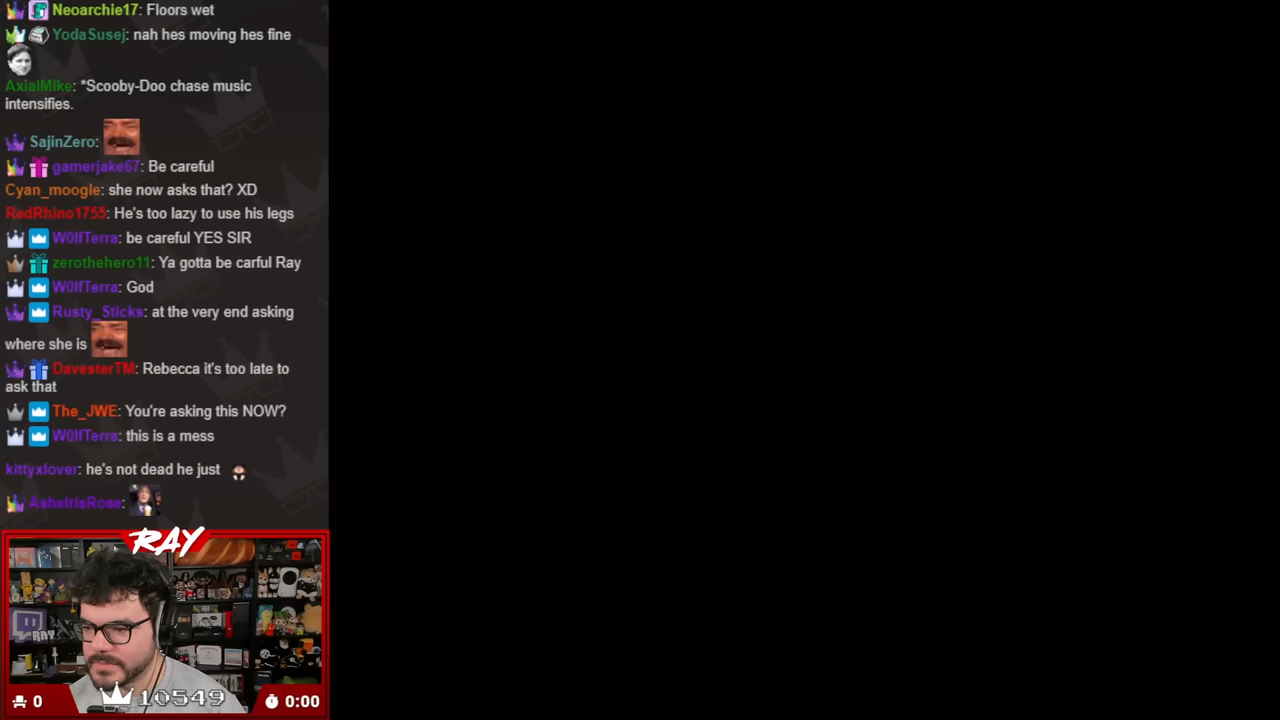 Neoarchie17: Floors wet
YodaSusej: nah hes moving hes fine
AxialMike: *Scooby-Doo chase music
intensifies.
SajinZero:
gamerjake67: Be careful
Cyan_moogle: she now asks that? XD
RedRhino1755: He's too lazy to use his legs
W0lfTerra: be careful YES SIR
zerothehero11: Ya gotta be carful Ray
W0lfTerra: God
Rusty_Sticks: at the very end asking
where she is
DavesterTM: Rebecca it's too late to
ask that
The_JWE: You're asking this NOW?
W0lfTerra: this is a mess
kittyxlover: he's not dead he just
AsheirisRose:
RAY
RAY
0
10549
0:00